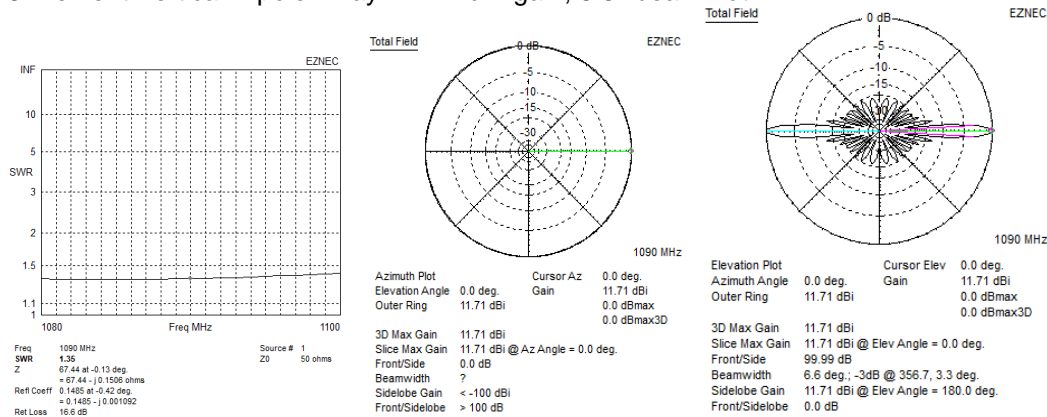 EZNEC
INF
10
5
SWR
3
2
1.5
1.1
1
1080 Freq MHz 1100
Freq 1090 MHz Source # 1
SWR 1.35 Z0 50 ohms
Z 67.44 at -0.13 deg.
= 67.44 - j 0.1506 ohms
Refl Coeff 0.1485 at -0.42 deg.
= 0.1485 - j 0.001092
Ret Loss 16.6 dB
Total Field EZNEC
0 dB
-5
-10
-15
-30
1090 MHz
Azimuth Plot Cursor Az 0.0 deg.
Elevation Angle 0.0 deg. Gain 11.71 dBi
Outer Ring 11.71 dBi 0.0 dBmax
0.0 dBmax3D
3D Max Gain 11.71 dBi
Slice Max Gain 11.71 dBi @ Az Angle = 0.0 deg.
Front/Side 0.0 dB
Beamwidth ?
Sidelobe Gain < -100 dBi
Front/Sidelobe > 100 dB
Total Field EZNEC
0 dB
-5
-10
-15
1090 MHz
Elevation Plot Cursor Elev 0.0 deg.
Azimuth Angle 0.0 deg. Gain 11.71 dBi
Outer Ring 11.71 dBi 0.0 dBmax
0.0 dBmax3D
3D Max Gain 11.71 dBi
Slice Max Gain 11.71 dBi @ Elev Angle = 0.0 deg.
Front/Side 99.99 dB
Beamwidth 6.6 deg.; -3dB @ 356.7, 3.3 deg.
Sidelobe Gain 11.71 dBi @ Elev Angle = 180.0 deg.
Front/Sidelobe 0.0 dB